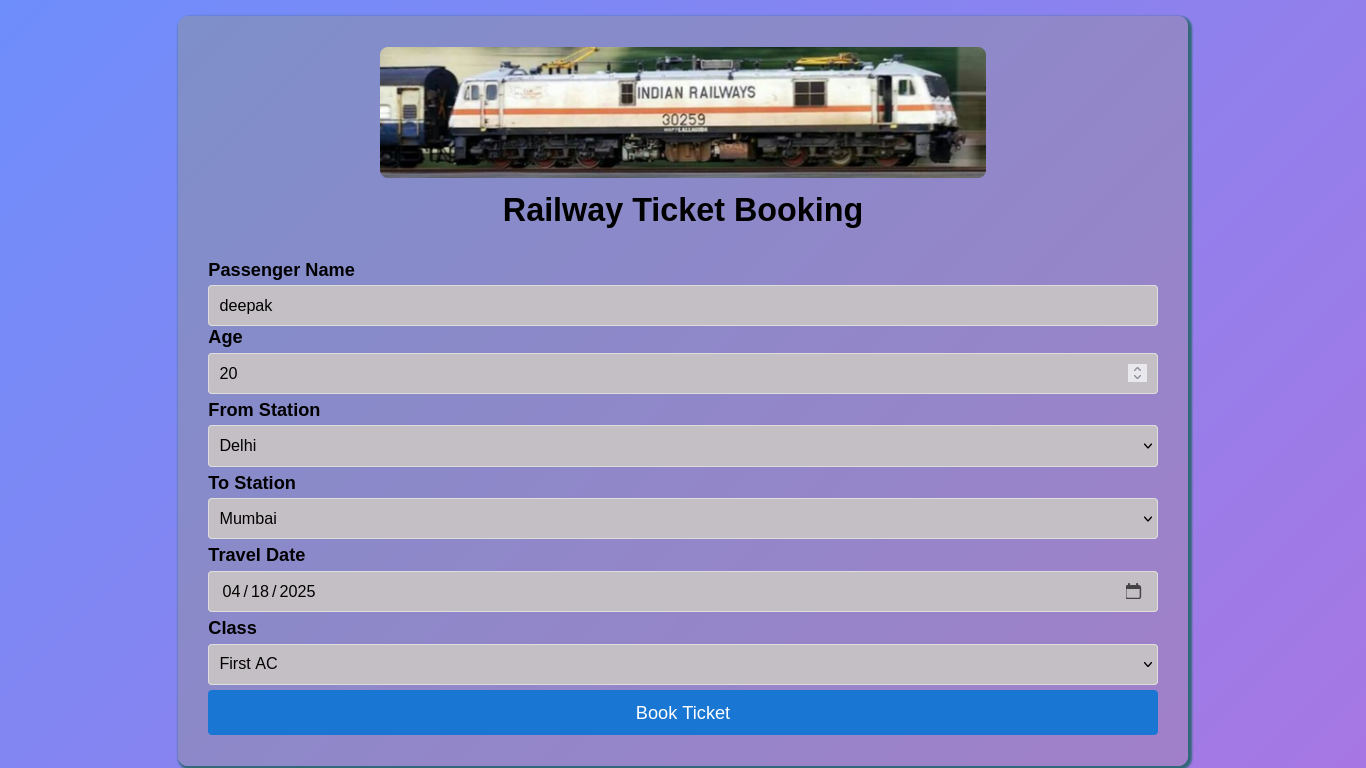 INDIAN RAILWAYS
30259
Railway Ticket Booking
Passenger Name
deepak
Age
20
From Station
Delhi
To Station
Mumbai
Travel Date
04/18/2025
Class
First AC
Book Ticket